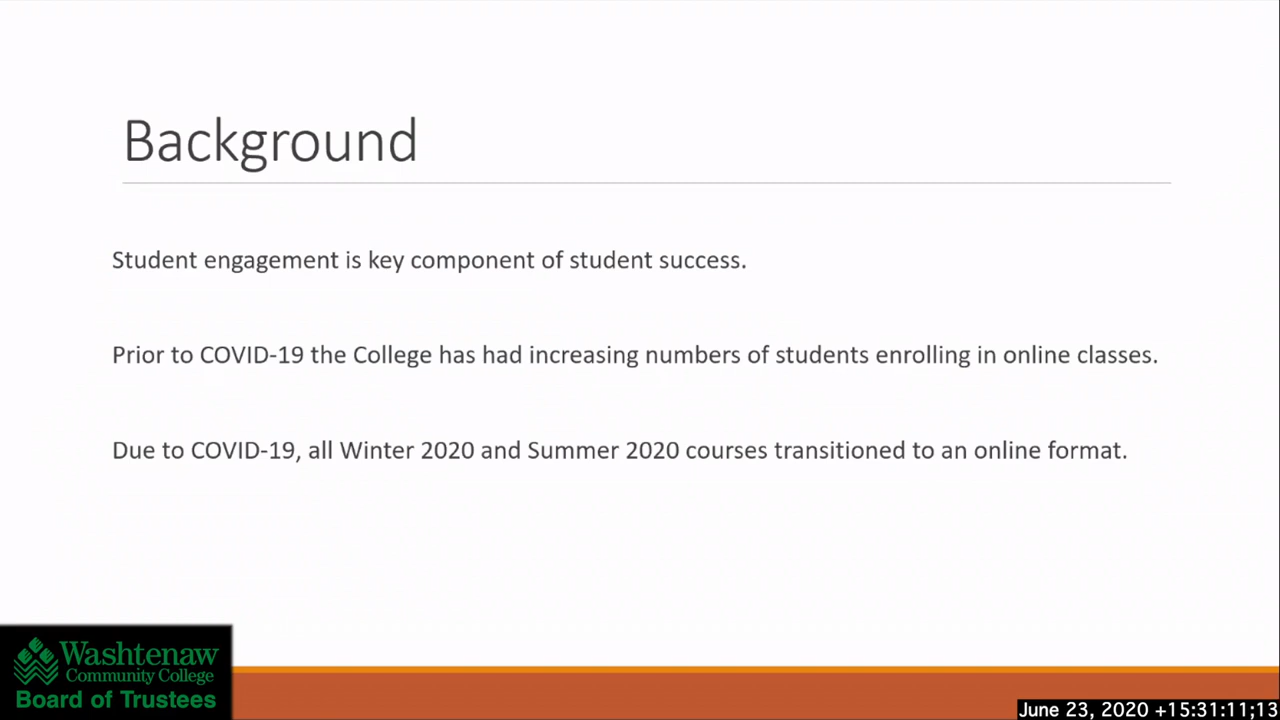 Background
Student engagement is key component of student success.
Prior to COVID-19 the College has had increasing numbers of students enrolling in online classes.
Due to COVID-19, all Winter 2020 and Summer 2020 courses transitioned to an online format.
Washtenaw
Community College
Board of Trustees
June 23, 2020 +15:31:11;13